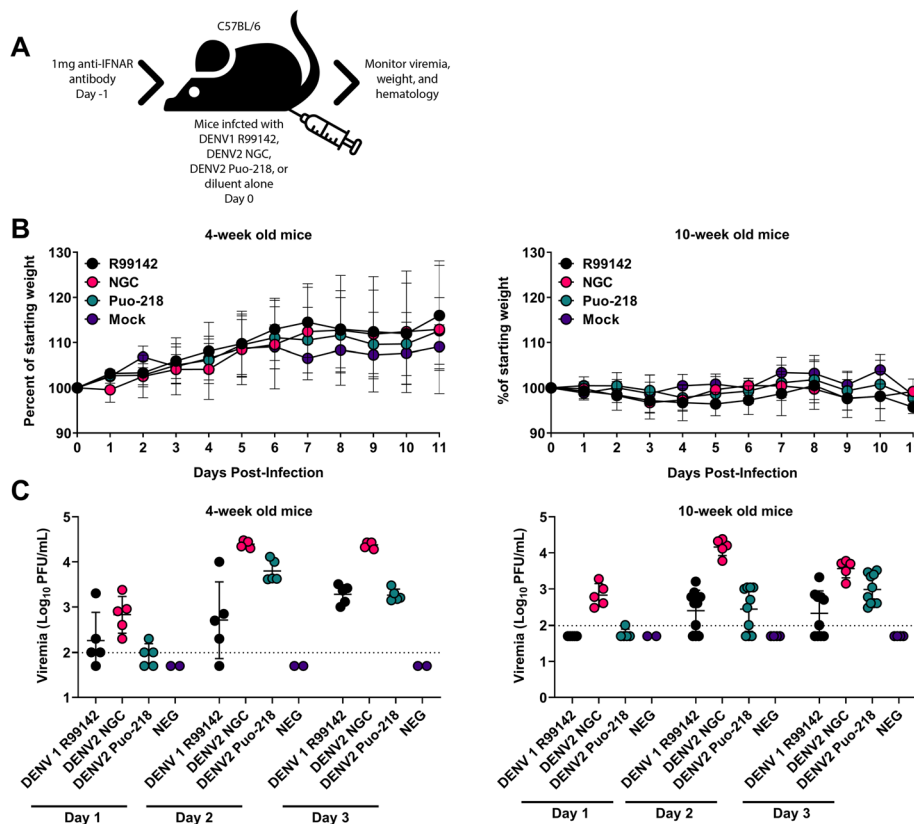 A
C57BL/6
1mg anti-IFNAR
antibody
Day -1
Monitor viremia,
weight, and
hematology
Mice infcted with
DENV1 R99142,
DENV2 NGC,
DENV2 Puo-218, or
diluent alone
Day 0
B
4-week old mice
Percent of starting weight
130
120
110
100
90
R99142
NGC
Puo-218
Mock
0 1 2 3 4 5 6 7 8 9 10 11
Days Post-Infection
10-week old mice
%of starting weight
130
120
110
100
90
R99142
NGC
Puo-218
Mock
0 1 2 3 4 5 6 7 8 9 10 1
Days Post-Infection
C
4-week old mice
Viremia (Log10 PFU/mL)
5
4
3
2
1
DENV 1 R99142
DENV2 NGC
DENV2 Puo-218
NEG
DENV 1 R99142
DENV2 NGC
DENV2 Puo-218
NEG
DENV 1 R99142
DENV2 NGC
DENV2 Puo-218
NEG
Day 1
Day 2
Day 3
10-week old mice
Viremia (Log10 PFU/mL)
5
4
3
2
1
0
DENV 1 R99142
DENV2 NGC
DENV2 Puo-218
NEG
DENV 1 R99142
DENV2 NGC
DENV2 Puo-218
NEG
DENV 1 R99142
DENV2 NGC
DENV2 Puo-218
NEG
Day 1
Day 2
Day 3